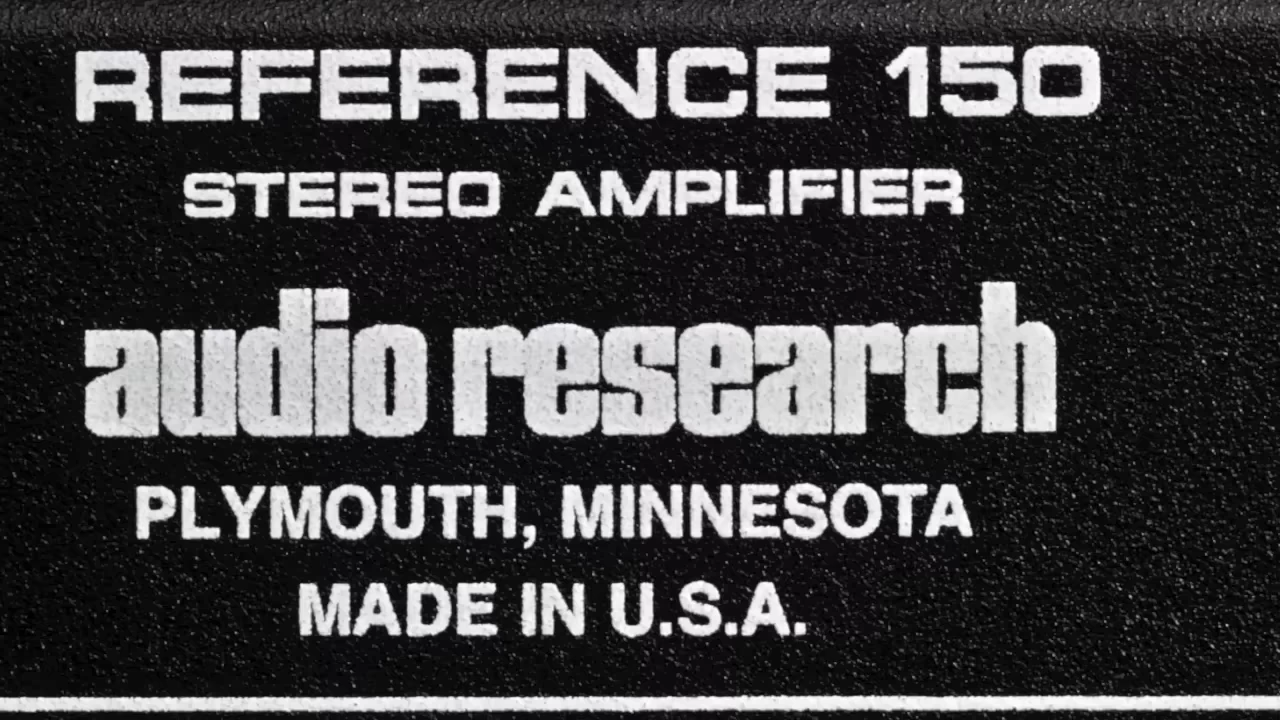 REFERENCE 150
STEREO AMPLIFIER
audio research
PLYMOUTH, MINNESOTA
MADE IN U.S.A.